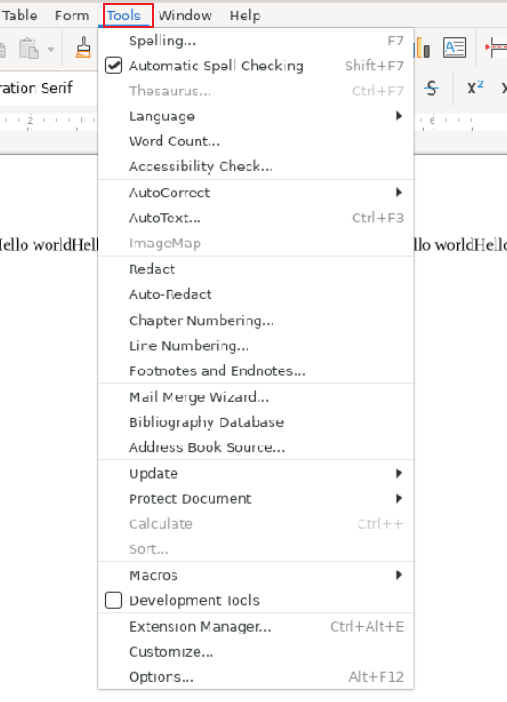 Table Form Tools Window Help
Spelling... F7
Automatic Spell Checking Shift+F7
Thesaurus... Ctrl+F7
ration Serif
Language
Word Count...
Accessibility Check...
AutoCorrect
AutoText... Ctrl+F3
ImageMap
Hello worldHell llo worldHello
Redact
Auto-Redact
Chapter Numbering...
Line Numbering...
Footnotes and Endnotes...
Mail Merge Wizard...
Bibliography Database
Address Book Source...
Update
Protect Document
Calculate Ctrl++
Sort...
Macros
Development Tools
Extension Manager... Ctrl+Alt+E
Customize...
Options... Alt+F12